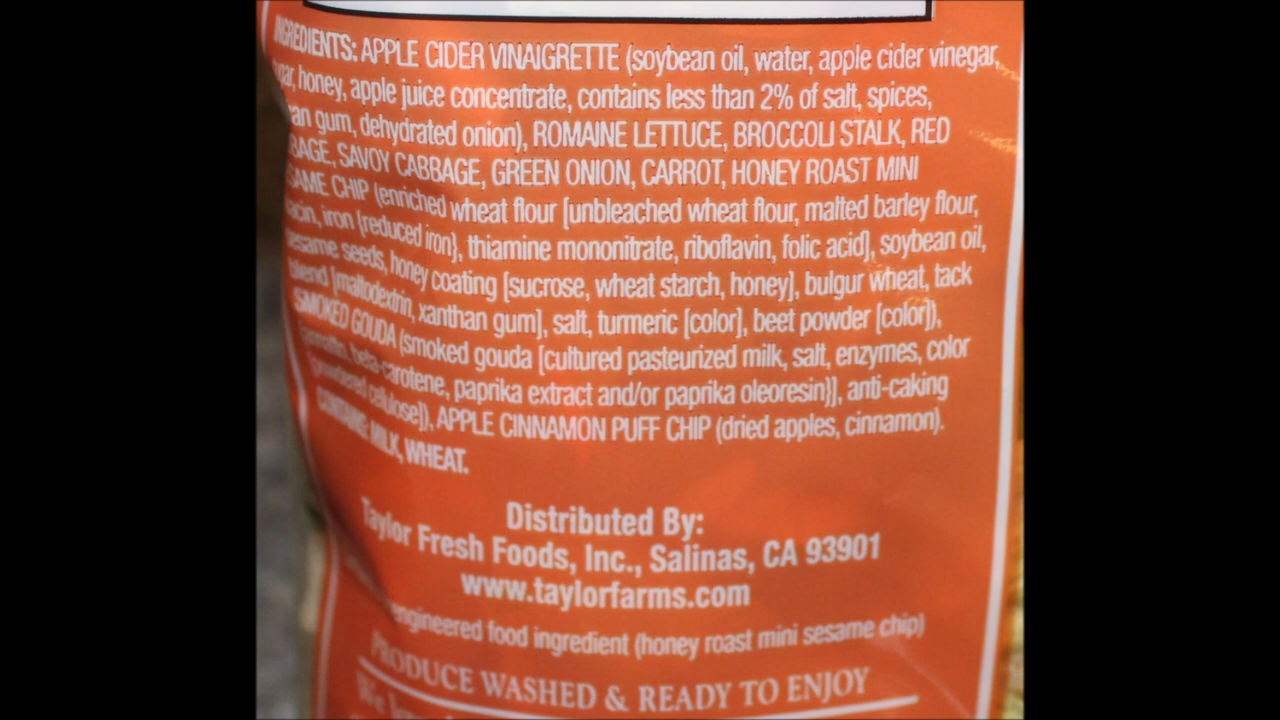 INGREDIENTS: APPLE CIDER VINAIGRETTE (soybean oil, water, apple cider vinegar,
honey, apple juice concentrate, contains less than 2% of salt, spices,
gum, dehydrated onion), ROMAINE LETTUCE, BROCCOLI STALK, RED
BAGE, SAVOY CABBAGE, GREEN ONION, CARROT, HONEY ROAST MINI
SAME CHIP (enriched wheat flour [unbleached wheat flour, malted barley flour,
iron {reduced iron}, thiamine mononitrate, riboflavin, folic acid], soybean oil,
sesame seeds, honey coating [sucrose, wheat starch, honey], bulgur wheat, tack
blend [maltodextrin, xanthan gum], salt, turmeric [color], beet powder [color]),
SMOKED GOUDA (smoked gouda [cultured pasteurized milk, salt, enzymes, color
beta-carotene, paprika extract and/or paprika oleoresin}], anti-caking
powdered cellulose]), APPLE CINNAMON PUFF CHIP (dried apples, cinnamon).
CONTAINS: MILK, WHEAT.
Distributed By:
Taylor Fresh Foods, Inc., Salinas, CA 93901
www.taylorfarms.com
engineered food ingredient (honey roast mini sesame chip)
PRODUCE WASHED & READY TO ENJOY
We